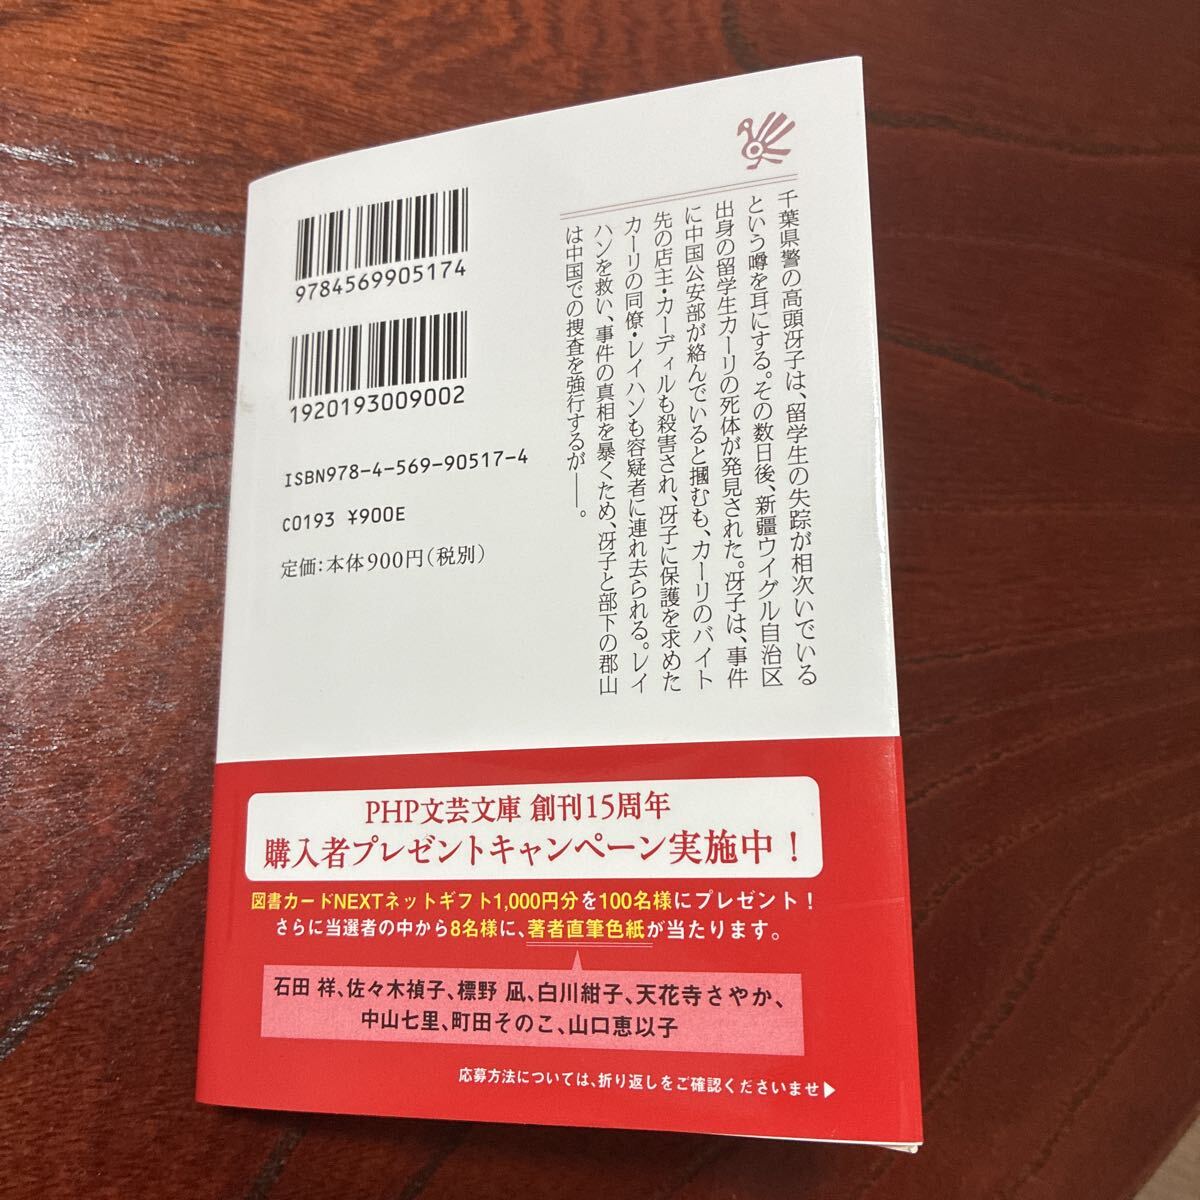 千葉県警の高頭冴子は、留学生の失踪が相次いでいる
という噂を耳にする。その数日後、新疆ウイグル自治区
出身の留学生カーリの死体が発見された。冴子は、事件
に中国公安部が絡んでいると摑むも、カーリのバイト
先の店主・カーディルも殺害され、冴子に保護を求めた
カーリの同僚・レイハンも容疑者に連れ去られる。レイ
ハンを救い、事件の真相を暴くため、冴子と部下の郡山
は中国での捜査を強行するが――。
9784569905174
1920193009002
ISBN978-4-569-90517-4
C0193 ¥900E
定価：本体900円（税別）
PHP文芸文庫 創刊15周年
購入者プレゼントキャンペーン実施中！
図書カードNEXTネットギフト1,000円分を100名様にプレゼント！
さらに当選者の中から8名様に、著者直筆色紙が当たります。
石田 祥、佐々木禎子、標野 凪、白川紺子、天花寺さやか、
中山七里、町田そのこ、山口恵以子
応募方法については、折り返しをご確認くださいませ▶